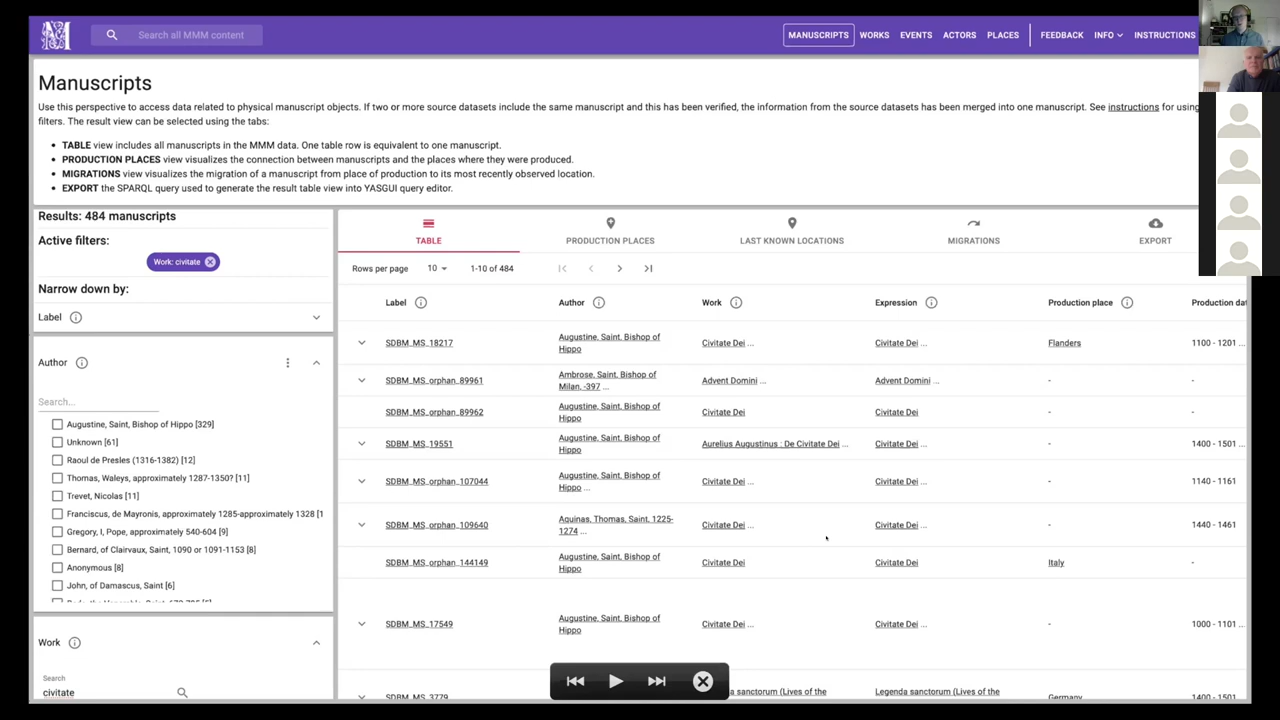 M
Search all MMM content
MANUSCRIPTS WORKS EVENTS ACTORS PLACES FEEDBACK INFO INSTRUCTIONS
Manuscripts
Use this perspective to access data related to physical manuscript objects. If two or more source datasets include the same manuscript and this has been verified, the information from the source datasets has been merged into one manuscript. See instructions for using
filters. The result view can be selected using the tabs:
• TABLE view includes all manuscripts in the MMM data. One table row is equivalent to one manuscript.
• PRODUCTION PLACES view visualizes the connection between manuscripts and the places where they were produced.
• MIGRATIONS view visualizes the migration of a manuscript from place of production to its most recently observed location.
• EXPORT the SPARQL query used to generate the result table view into YASGUI query editor.
Results: 484 manuscripts
Active filters:
Work: civitate
Narrow down by:
Label
Author
Search...
Augustine, Saint, Bishop of Hippo [329]
Unknown [61]
Raoul de Presles (1316-1382) [12]
Thomas, Waleys, approximately 1287-1350? [11]
Trevet, Nicolas [11]
Franciscus, de Mayronis, approximately 1285-approximately 1328 [1
Gregory, I, Pope, approximately 540-604 [9]
Bernard, of Clairvaux, Saint, 1090 or 1091-1153 [8]
Anonymous [8]
John, of Damascus, Saint [6]
Work
Search
civitate
TABLE PRODUCTION PLACES LAST KNOWN LOCATIONS MIGRATIONS EXPORT
Rows per page 10 1-10 of 484
Label Author Work Expression Production place Production dat
SDBM_MS_18217 Augustine, Saint, Bishop of Civitate Dei ... Civitate Dei ... Flanders 1100 - 1201 ...
Hippo
SDBM_MS_orphan_89961 Ambrose, Saint, Bishop of Advent Domini ... Advent Domini ... - -
Milan, -397 ...
SDBM_MS_orphan_89962 Augustine, Saint, Bishop of Civitate Dei Civitate Dei - -
Hippo
SDBM_MS_19551 Augustine, Saint, Bishop of Aurelius Augustinus : De Civitate Dei ... Civitate Dei ... - 1400 - 1501 ...
Hippo
SDBM_MS_orphan_107044 Augustine, Saint, Bishop of Civitate Dei ... Civitate Dei ... - 1140 - 1161
Hippo ...
SDBM_MS_orphan_109640 Aquinas, Thomas, Saint, 1225- Civitate Dei ... Civitate Dei ... - 1440 - 1461
1274 ...
SDBM_MS_orphan_144149 Augustine, Saint, Bishop of Civitate Dei Civitate Dei Italy -
Hippo
SDBM_MS_17549 Augustine, Saint, Bishop of Civitate Dei ... Civitate Dei ... - 1000 - 1101 ...
Hippo
SDBM_MS_3779 sanctorum (Lives of the Legenda sanctorum (Lives of the Germany 1400 - 1501